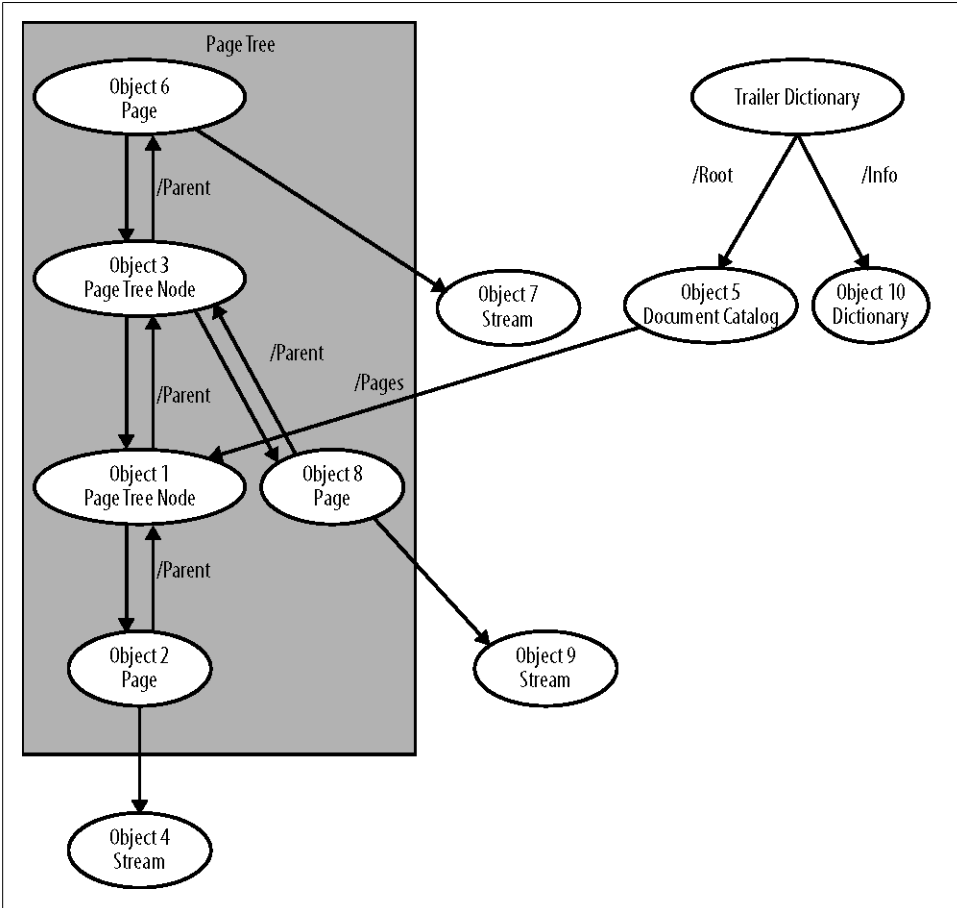 Page Tree
Object 6
Page
Trailer Dictionary
/Parent
/Root
/Info
Object 3
Page Tree Node
Object 7
Stream
Object 5
Document Catalog
Object 10
Dictionary
/Parent
/Pages
/Parent
Object 1
Page Tree Node
Object 8
Page
/Parent
Object 2
Page
Object 9
Stream
Object 4
Stream